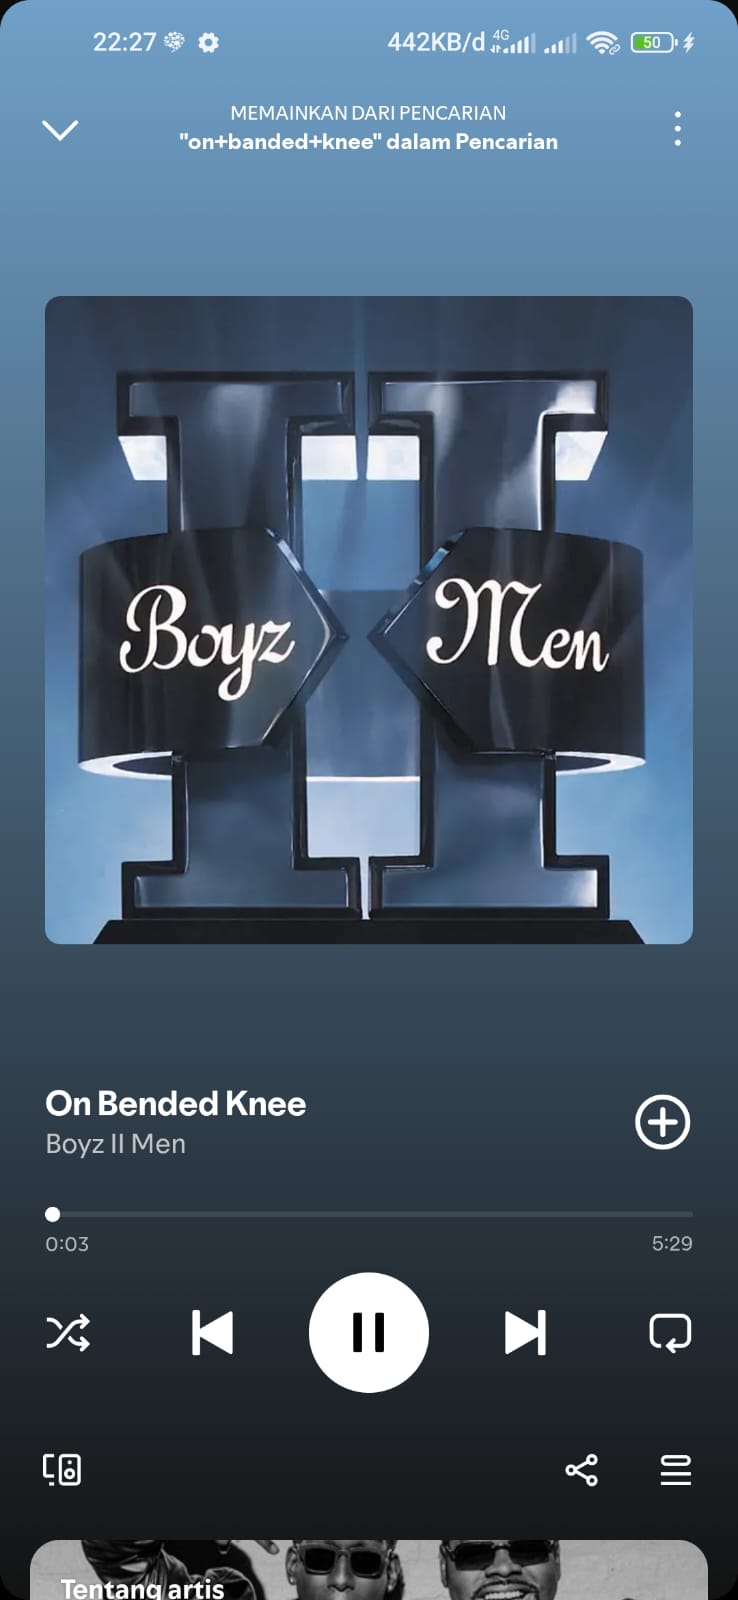 22:27 442KB/d 4G 50
MEMAINKAN DARI PENCARIAN
"on+banded+knee" dalam Pencarian
Boyz Men
On Bended Knee
Boyz II Men
0:03 5:29
Tentang artis